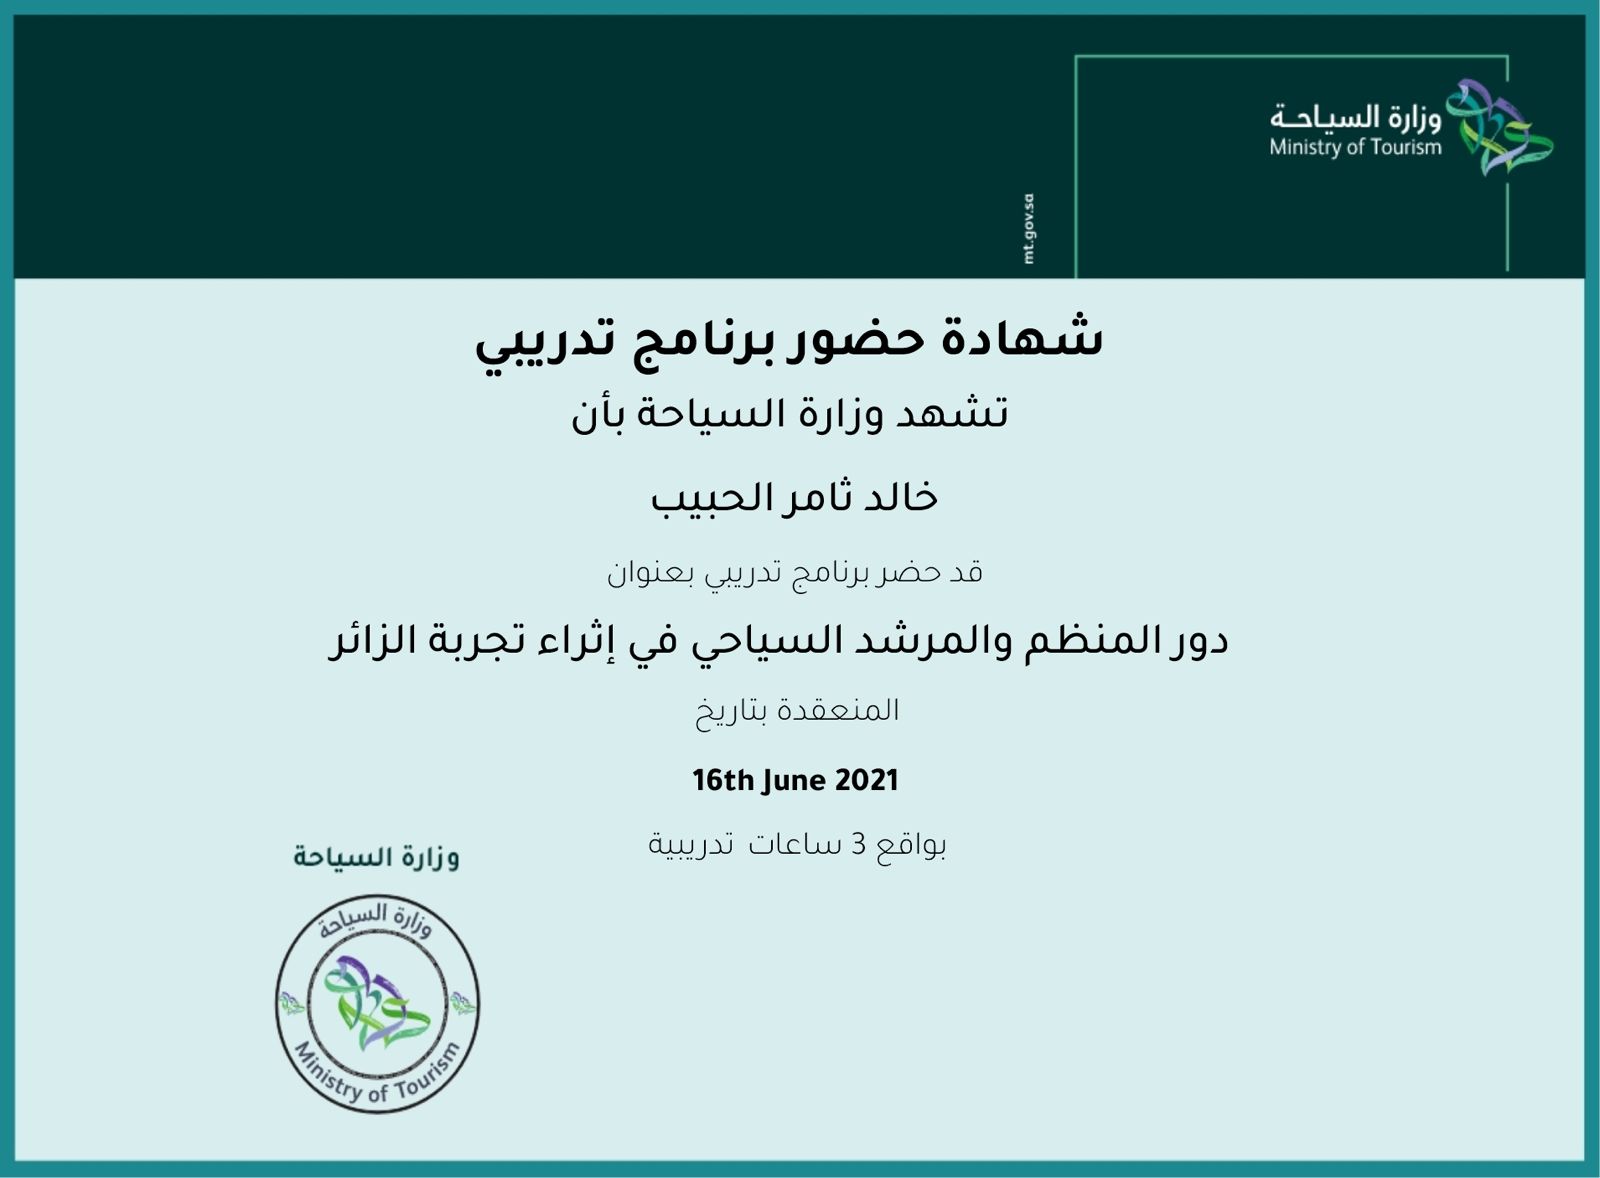 وزارة السياحة
Ministry of Tourism
mt.gov.sa
شهادة حضور برنامج تدريبي
تشهد وزارة السياحة بأن
خالد ثامر الحبيب
قد حضر برنامج تدريبي بعنوان
دور المنظم والمرشد السياحي في إثراء تجربة الزائر
المنعقدة بتاريخ
16th June 2021
بواقع 3 ساعات تدريبية
وزارة السياحة
وزارة السياحة
Ministry of Tourism